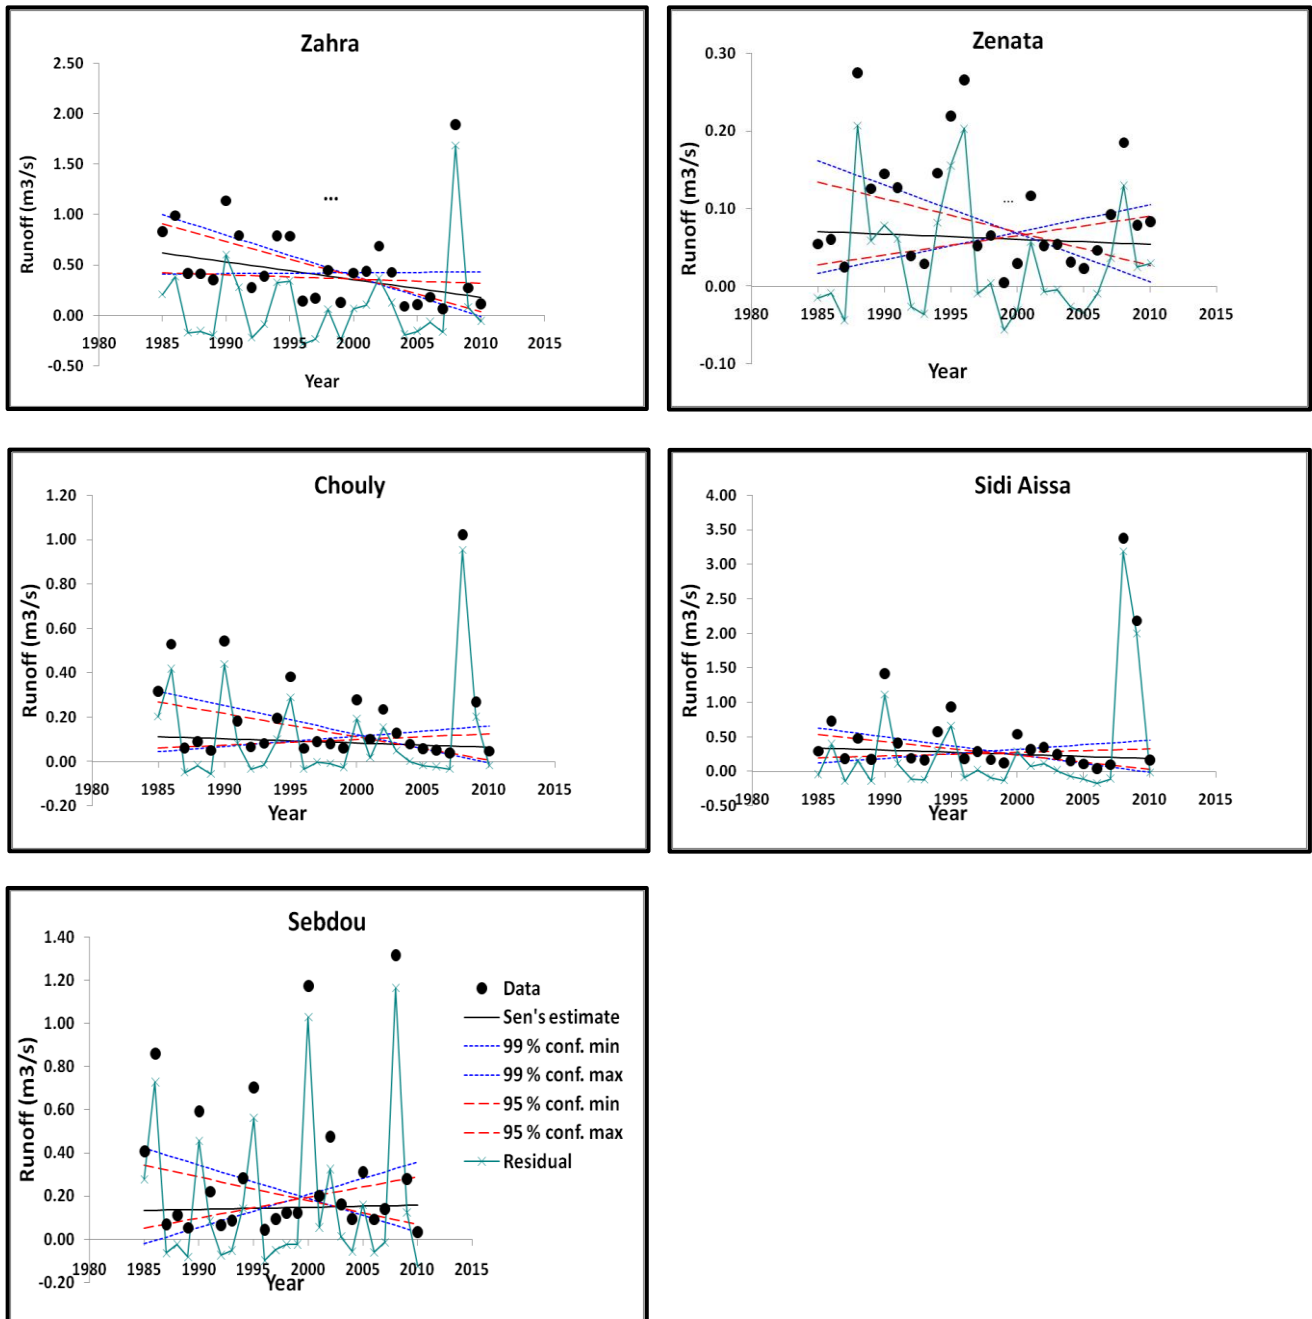 Zahra
2.50
2.00
1.50
1.00
0.50
0.00
-0.50
Runoff (m3/s)
...
1980 1985 1990 1995 2000 2005 2010 2015
Year
Zenata
0.30
0.20
0.10
0.00
-0.10
Runoff (m3/s)
...
1980 1985 1990 1995 2000 2005 2010 2015
Year
Chouly
1.20
1.00
0.80
0.60
0.40
0.20
0.00
-0.20
Runoff (m3/s)
1980 1985 1990 1995 2000 2005 2010 2015
Year
Sidi Aissa
4.00
3.50
3.00
2.50
2.00
1.50
1.00
0.50
0.00
-0.50
Runoff (m3/s)
1980 1985 1990 1995 2000 2005 2010 2015
Year
Sebdou
1.40
1.20
1.00
0.80
0.60
0.40
0.20
0.00
-0.20
Runoff (m3/s)
1980 1985 1990 1995 2000 2005 2010 2015
Year
Data
Sen's estimate
99 % conf. min
99 % conf. max
95 % conf. min
95 % conf. max
Residual